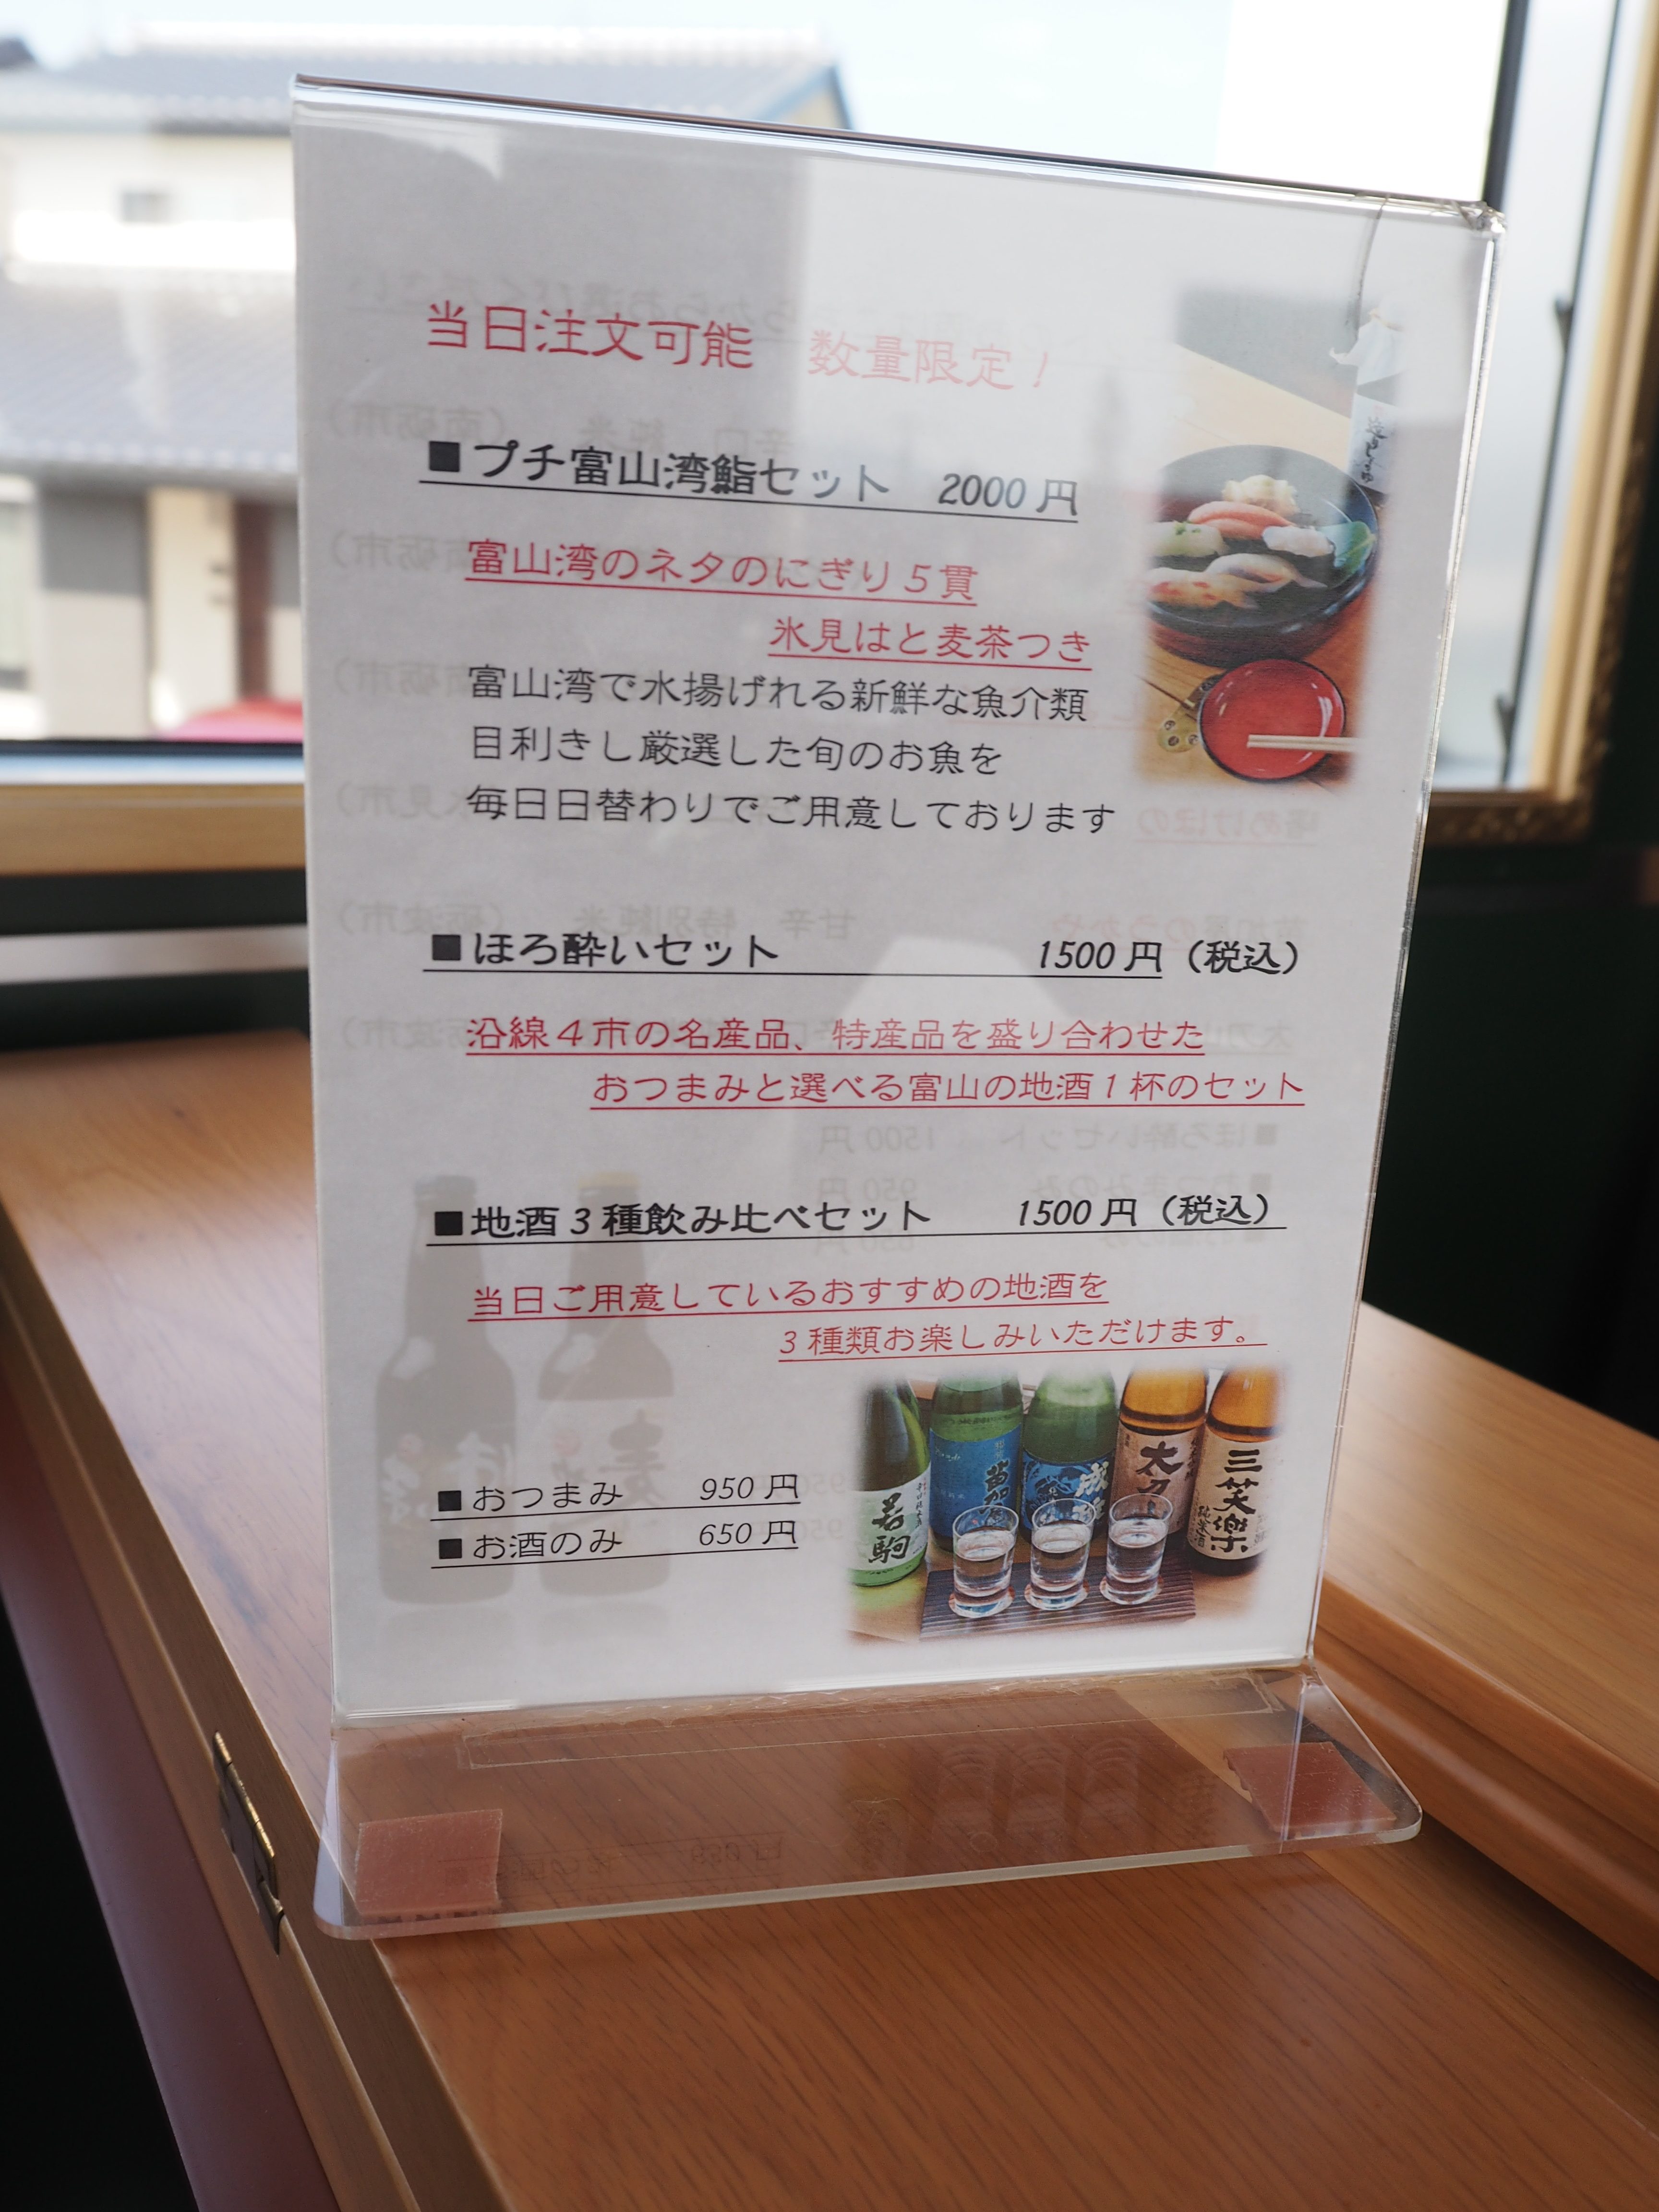 当日注文可能　数量限定！
■プチ富山湾鮨セット　2000円
富山湾のネタのにぎり5貫
氷見はと麦茶つき
富山湾で水揚げれる新鮮な魚介類
目利きし厳選した旬のお魚を
毎日日替わりでご用意しております
■ほろ酔いセット　1500円（税込）
沿線4市の名産品、特産品を盛り合わせた
おつまみと選べる富山の地酒1杯のセット
■地酒3種飲み比べセット　1500円（税込）
当日ご用意しているおすすめの地酒を
3種類お楽しみいただけます。
■おつまみ　950円
■お酒のみ　650円
若駒
三笑楽
純米酒